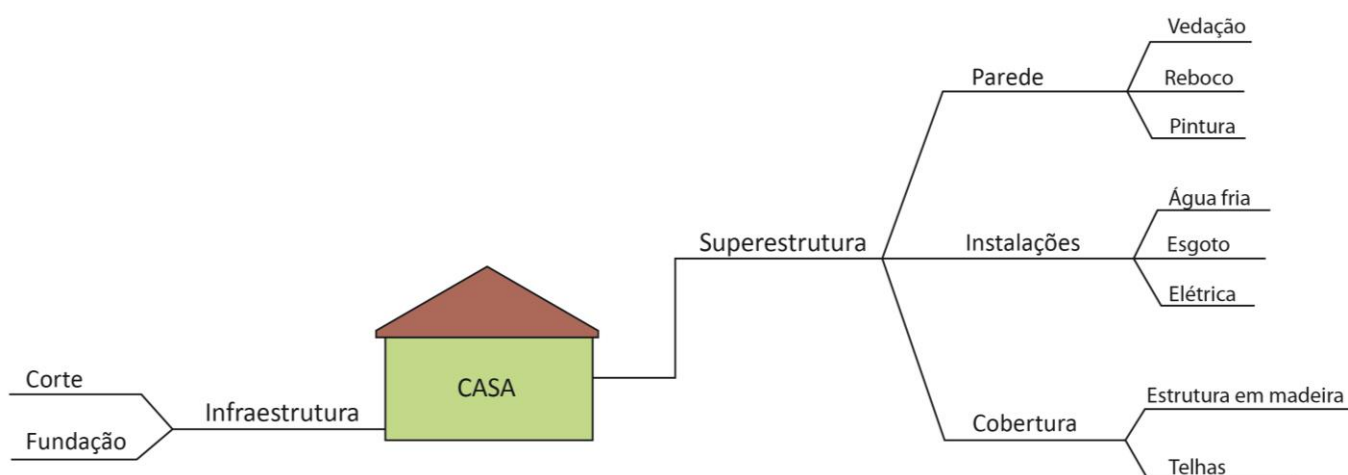 Vedação
Parede
Reboco
Pintura
Água fria
Superestrutura
Instalações
Esgoto
Elétrica
CASA
Corte
Infraestrutura
Fundação
Estrutura em madeira
Cobertura
Telhas